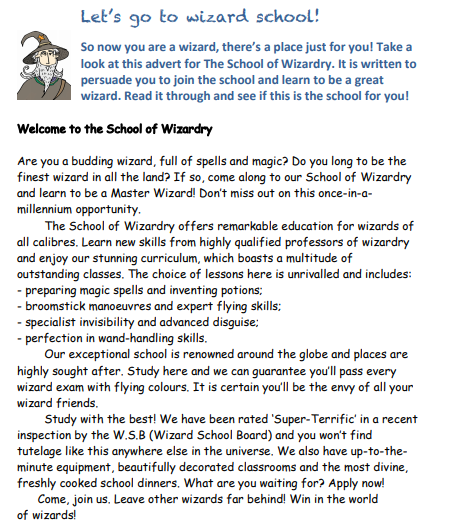 Let's go to wizard school!
So now you are a wizard, there's a place just for you! Take a
look at this advert for The School of Wizardry. It is written to
persuade you to join the school and learn to be a great
wizard. Read it through and see if this is the school for you!
Welcome to the School of Wizardry
Are you a budding wizard, full of spells and magic? Do you long to be the
finest wizard in all the land? If so, come along to our School of Wizardry
and learn to be a Master Wizard! Don't miss out on this once-in-a-
millennium opportunity.
The School of Wizardry offers remarkable education for wizards of
all calibres. Learn new skills from highly qualified professors of wizardry
and enjoy our stunning curriculum, which boasts a multitude of
outstanding classes. The choice of lessons here is unrivalled and includes:
- preparing magic spells and inventing potions;
- broomstick manoeuvres and expert flying skills;
- specialist invisibility and advanced disguise;
- perfection in wand-handling skills.
Our exceptional school is renowned around the globe and places are
highly sought after. Study here and we can guarantee you'll pass every
wizard exam with flying colours. It is certain you'll be the envy of all your
wizard friends.
Study with the best! We have been rated 'Super-Terrific' in a recent
inspection by the W.S.B (Wizard School Board) and you won't find
tutelage like this anywhere else in the universe. We also have up-to-the-
minute equipment, beautifully decorated classrooms and the most divine,
freshly cooked school dinners. What are you waiting for? Apply now!
Come, join us. Leave other wizards far behind! Win in the world
of wizards!